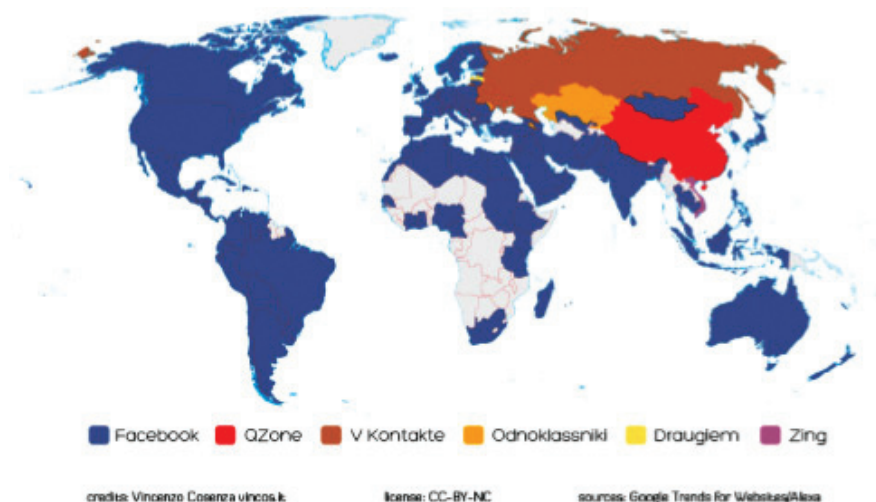 Facebook QZone V Kontakte Odnoklassniki Draugiem Zing
credits: Vincenzo Cosenza vincos.it license: CC-BY-NC sources: Google Trends for Websites/Alexa